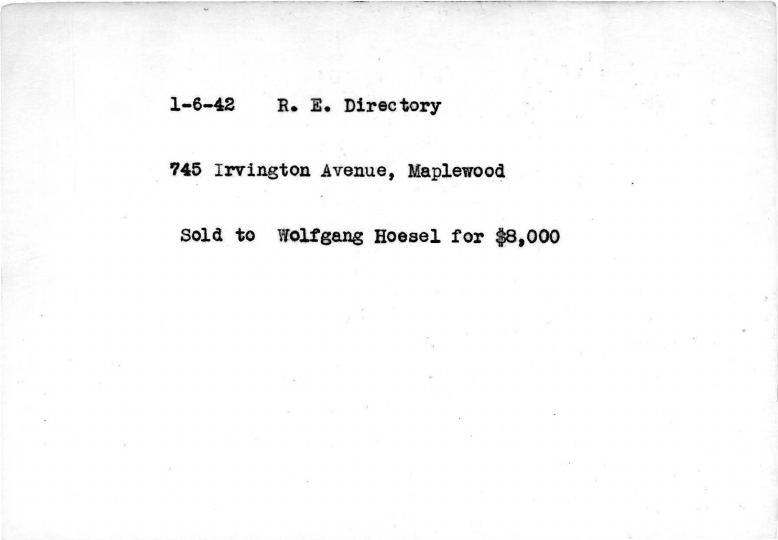 1-6-42 R. E. Directory
745 Irvington Avenue, Maplewood
Sold to Wolfgang Hoesel for $8,000